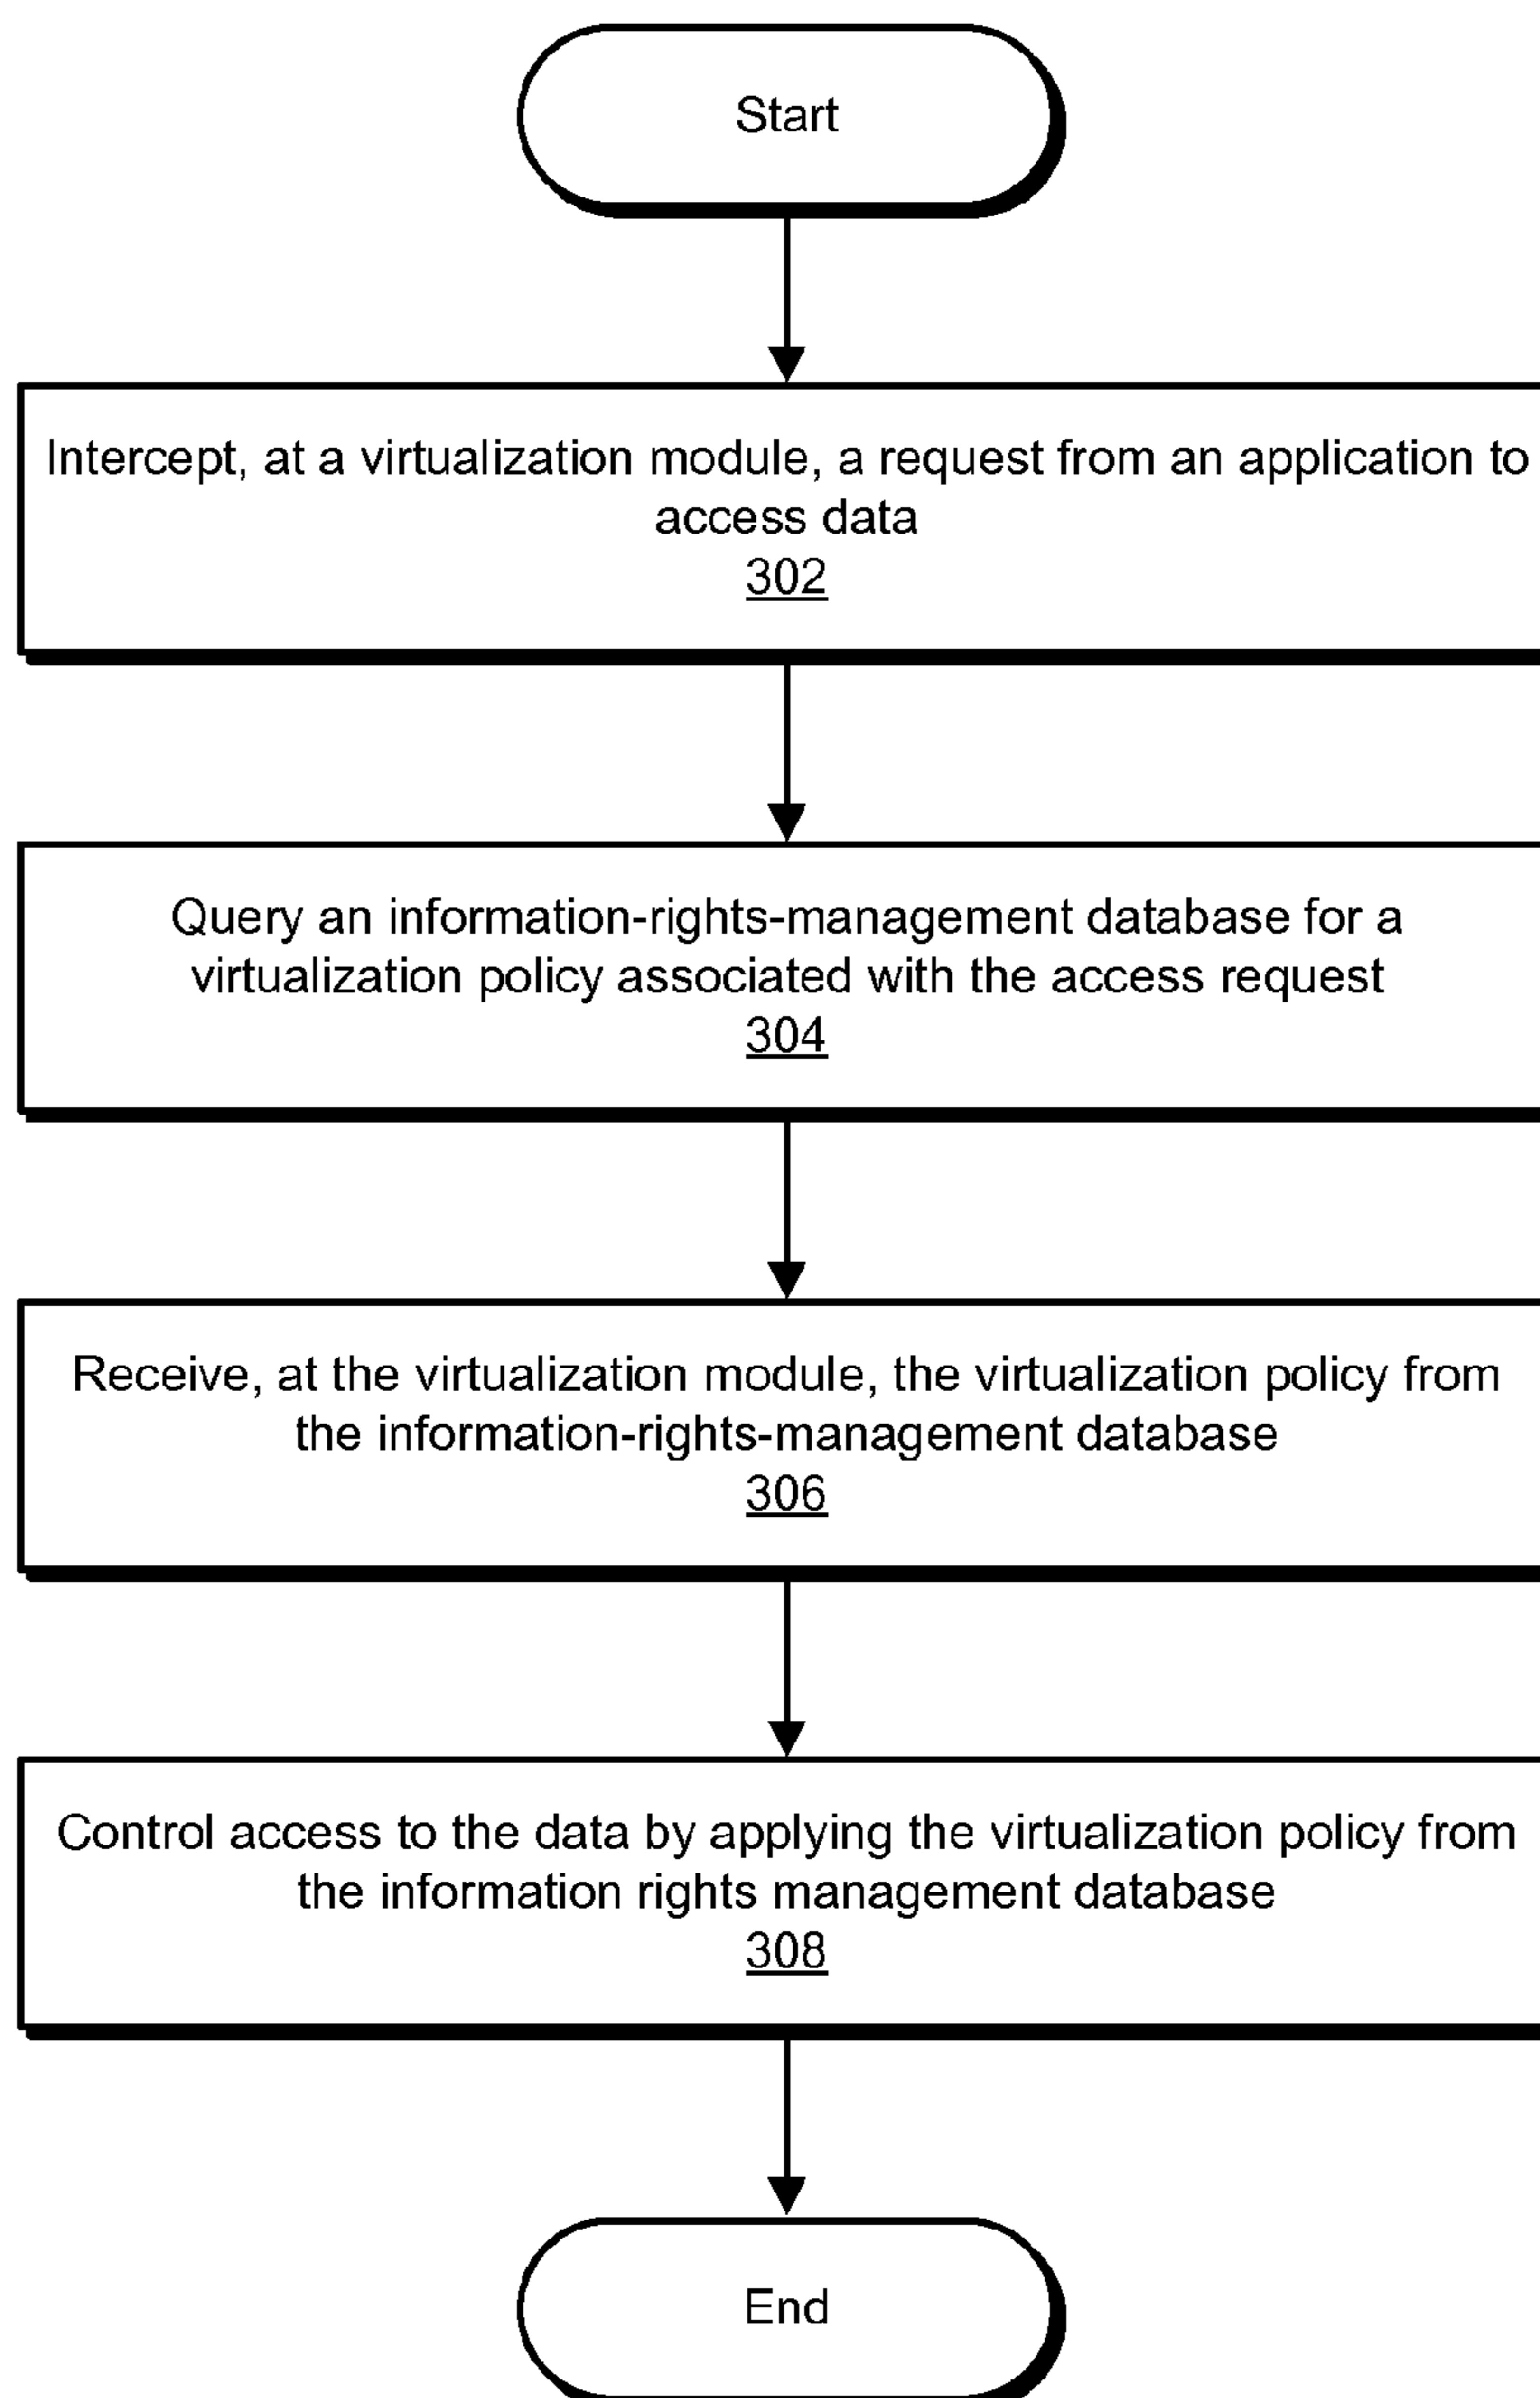 Start
Intercept, at a virtualization module, a request from an application to
access data
302
Query an information-rights-management database for a
virtualization policy associated with the access request
304
Receive, at the virtualization module, the virtualization policy from
the information-rights-management database
306
Control access to the data by applying the virtualization policy from
the information rights management database
308
End